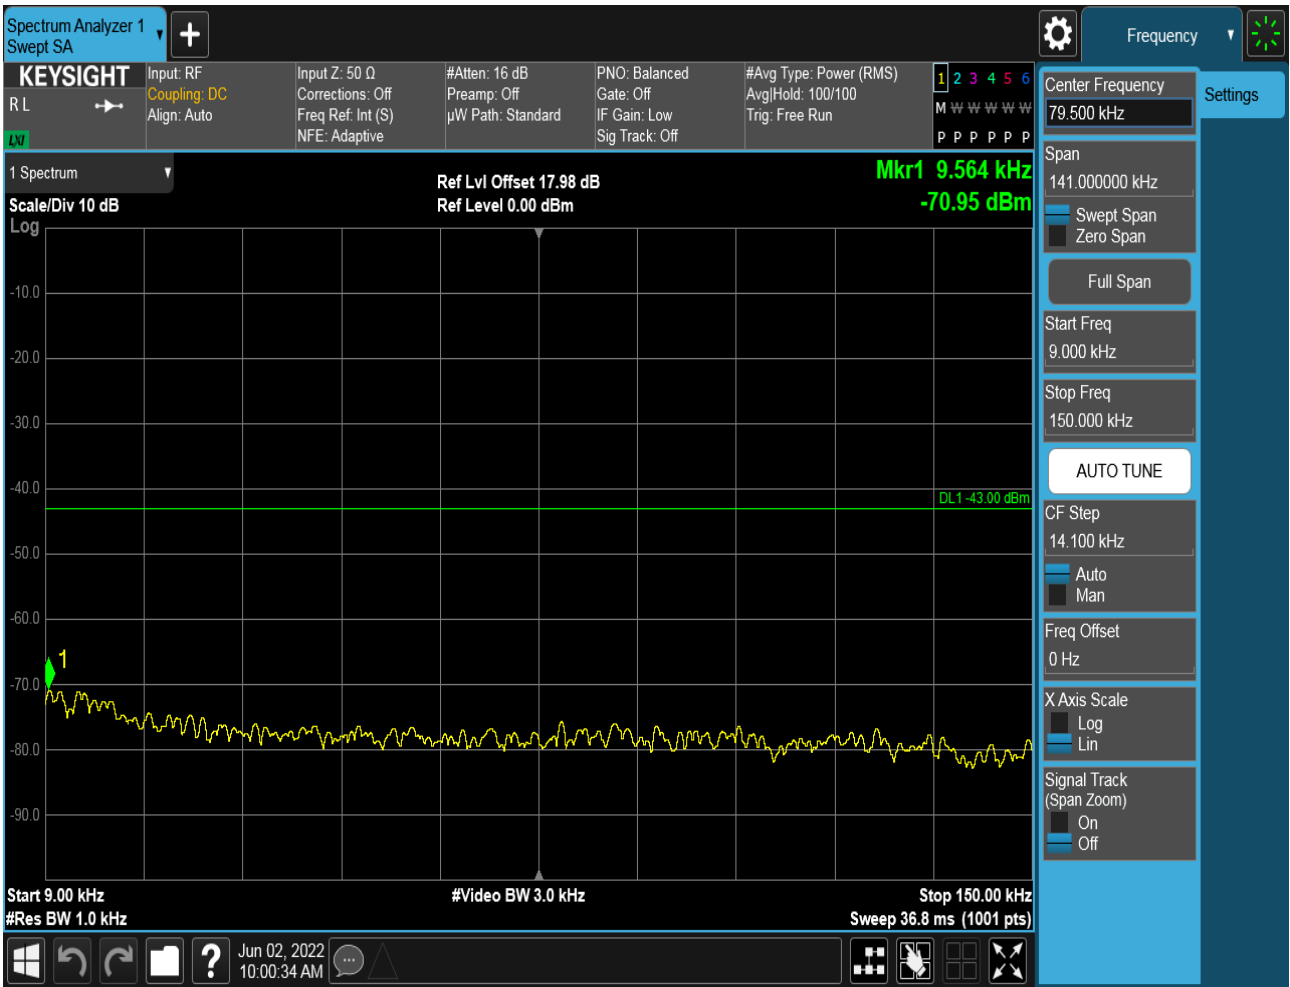 Spectrum Analyzer 1
Swept SA
+
Frequency
KEYSIGHT
R L
LXI
Input: RF
Coupling: DC
Align: Auto
Input Z: 50 Ω
Corrections: Off
Freq Ref: Int (S)
NFE: Adaptive
#Atten: 16 dB
Preamp: Off
µW Path: Standard
PNO: Balanced
Gate: Off
IF Gain: Low
Sig Track: Off
#Avg Type: Power (RMS)
Avg|Hold: 100/100
Trig: Free Run
1 2 3 4 5 6
M W W W W W
P P P P P P
1 Spectrum
Scale/Div 10 dB
Log
Ref Lvl Offset 17.98 dB
Ref Level 0.00 dBm
Mkr1 9.564 kHz
-70.95 dBm
-10.0
-20.0
-30.0
-40.0
DL1 -43.00 dBm
-50.0
-60.0
1
-70.0
-80.0
-90.0
Start 9.00 kHz
#Video BW 3.0 kHz
Stop 150.00 kHz
#Res BW 1.0 kHz
Sweep 36.8 ms (1001 pts)
Center Frequency
79.500 kHz
Settings
Span
141.000000 kHz
Swept Span
Zero Span
Full Span
Start Freq
9.000 kHz
Stop Freq
150.000 kHz
AUTO TUNE
CF Step
14.100 kHz
Auto
Man
Freq Offset
0 Hz
X Axis Scale
Log
Lin
Signal Track
(Span Zoom)
On
Off
?
Jun 02, 2022
10:00:34 AM